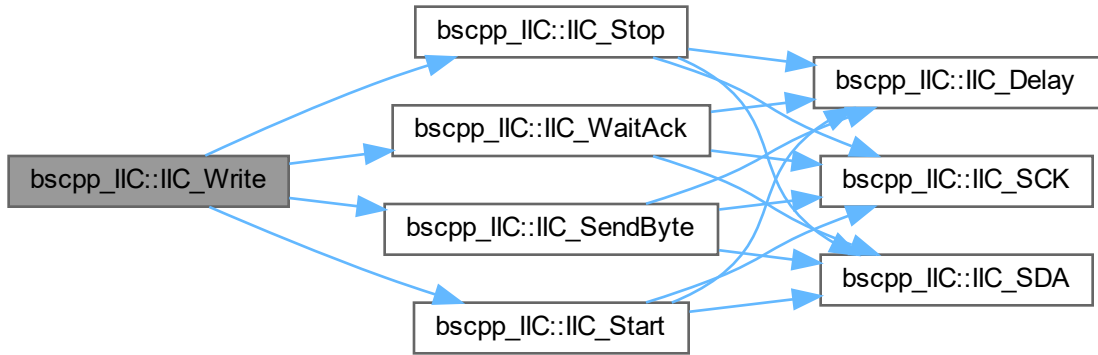 bscpp_IIC::IIC_Write
bscpp_IIC::IIC_Stop
bscpp_IIC::IIC_WaitAck
bscpp_IIC::IIC_SendByte
bscpp_IIC::IIC_Start
bscpp_IIC::IIC_Delay
bscpp_IIC::IIC_SCK
bscpp_IIC::IIC_SDA